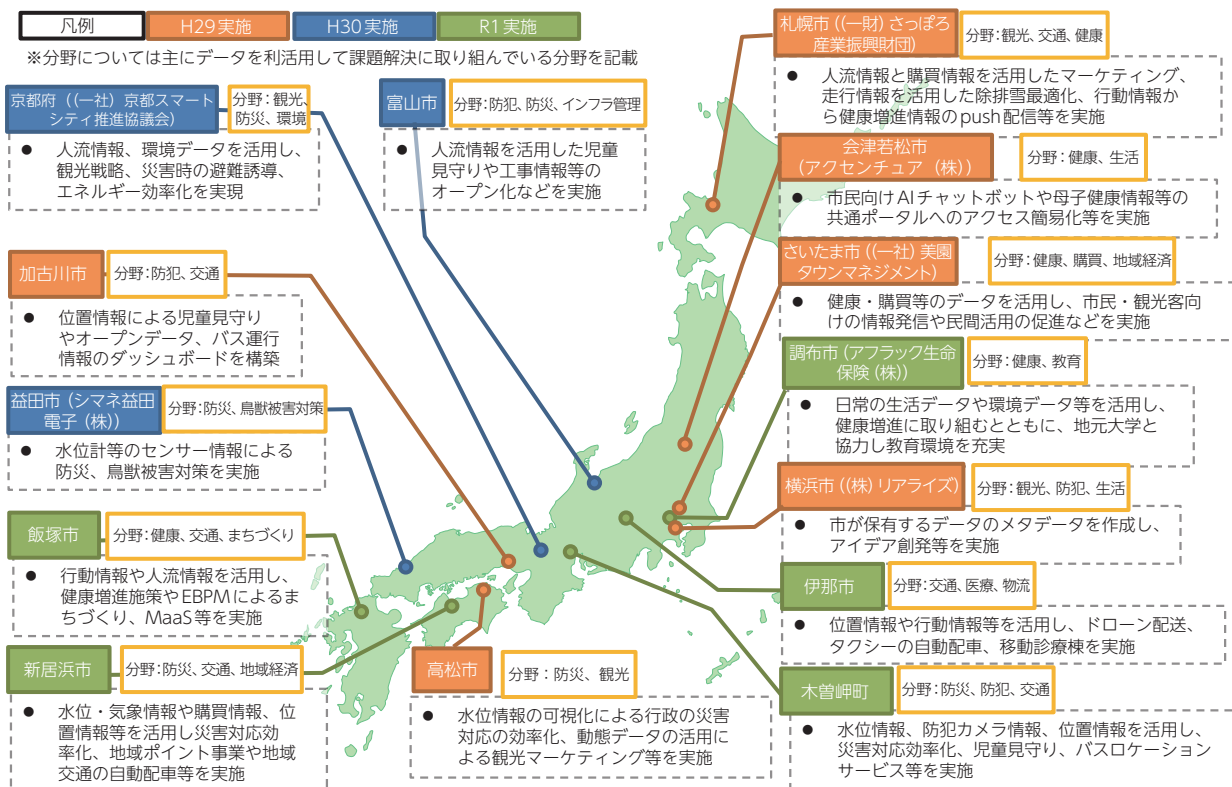 凡例
H29実施
H30実施
R1実施
※分野については主にデータを利活用して課題解決に取り組んでいる分野を記載
京都府((一社)京都スマート
シティ推進協議会)
分野：観光、
防災、環境
● 人流情報、環境データを活用し、
観光戦略、災害時の避難誘導、
エネルギー効率化を実現
富山市
分野：防犯、防災、インフラ管理
● 人流情報を活用した児童
見守りや工事情報等の
オープン化などを実施
札幌市((一財)さっぽろ
産業振興財団)
分野：観光、交通、健康
● 人流情報と購買情報を活用したマーケティング、
走行情報を活用した除排雪最適化、行動情報か
ら健康増進情報のpush配信等を実施
会津若松市
(アクセンチュア(株))
分野：健康、生活
● 市民向けAIチャットボットや母子健康情報等の
共通ポータルへのアクセス簡易化等を実施
加古川市
分野：防犯、交通
● 位置情報による児童見守り
やオープンデータ、バス運行
情報のダッシュボードを構築
さいたま市((一社)美園
タウンマネジメント)
分野：健康、購買、地域経済
● 健康・購買等のデータを活用し、市民・観光客向
けの情報発信や民間活用の促進などを実施
調布市(アフラック生命
保険(株))
分野：健康、教育
● 日常の生活データや環境データ等を活用し、
健康増進に取り組むとともに、地元大学と
協力し教育環境を充実
益田市(シマネ益田
電子(株))
分野：防災、鳥獣被害対策
● 水位計等のセンサー情報による
防災、鳥獣被害対策を実施
横浜市((株)リアライズ)
分野：観光、防犯、生活
● 市が保有するデータのメタデータを作成し、
アイデア創発等を実施
飯塚市
分野：健康、交通、まちづくり
● 行動情報や人流情報を活用し、
健康増進施策やEBPMによるま
ちづくり、MaaS等を実施
伊那市
分野：交通、医療、物流
● 位置情報や行動情報等を活用し、ドローン配送、
タクシーの自動配車、移動診療棟を実施
新居浜市
分野：防災、交通、地域経済
● 水位・気象情報や購買情報、位
置情報等を活用し災害対応効
率化、地域ポイント事業や地域
交通の自動配車等を実施
高松市
分野：防災、観光
● 水位情報の可視化による行政の災害
対応の効率化、動態データの活用に
よる観光マーケティング等を実施
木曽岬町
分野：防災、防犯、交通
● 水位情報、防犯カメラ情報、位置情報を活用し、
災害対応効率化、児童見守り、バスロケーション
サービス等を実施